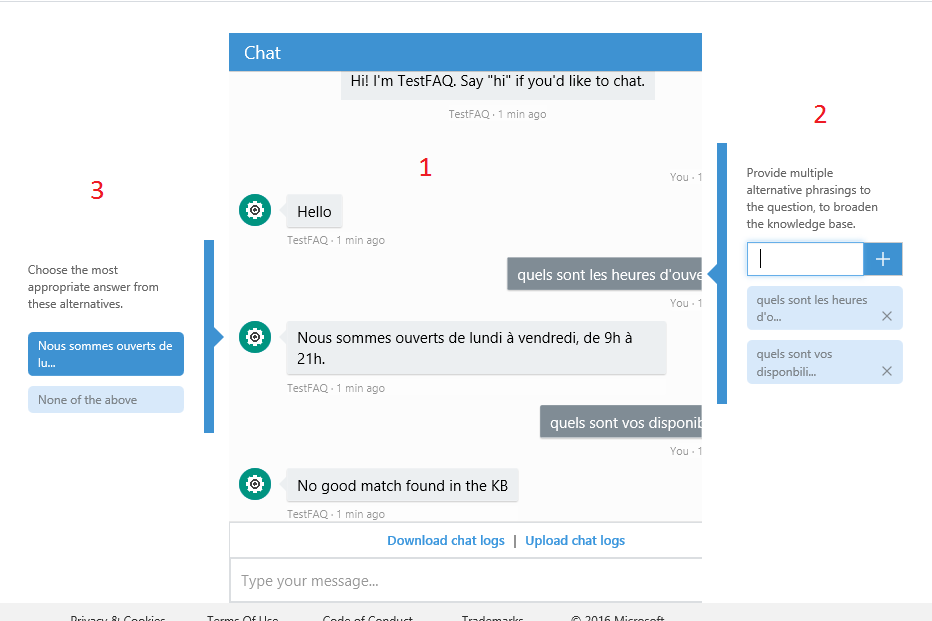 Chat
Hi! I'm TestFAQ. Say "hi" if you'd like to chat.
TestFAQ · 1 min ago
1
You · 1
Hello
TestFAQ · 1 min ago
quels sont les heures d'ouve
You · 1
Nous sommes ouverts de lundi à vendredi, de 9h à
21h.
TestFAQ · 1 min ago
quels sont vos disponib
You · 1
No good match found in the KB
TestFAQ · 1 min ago
Download chat logs | Upload chat logs
Type your message...
2
Provide multiple
alternative phrasings to
the question, to broaden
the knowledge base.
+
quels sont les heures
d'o...
quels sont vos
disponbili...
3
Choose the most
appropriate answer from
these alternatives.
Nous sommes ouverts de
lu...
None of the above
Privacy & Cookies Terms Of Use Code of Conduct Trademarks © 2016 Microsoft